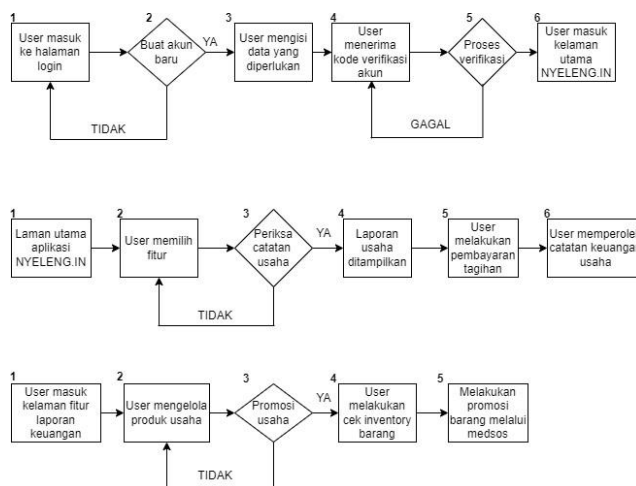 1 2 3 4 5 6
User masuk
ke halaman
login
Buat akun
baru
YA
User mengisi
data yang
diperlukan
User
menerima
kode verifikasi
akun
Proses
verifikasi
User masuk
kelaman
utama
NYELENG.IN
TIDAK
GAGAL
1 2 3 4 5 6
Laman utama
aplikasi
NYELENG.IN
User memilih
fitur
Periksa
catatan
usaha
YA
Laporan
usaha
ditampilkan
User
melakukan
pembayaran
tagihan
User memperoleh
catatan keuangan
usaha
TIDAK
1 2 3 4 5
User masuk
kelaman fitur
laporan
keuangan
User mengelola
produk usaha
Promosi
usaha
YA
User
melakukan
cek inventory
barang
Melakukan
promosi
barang melalui
medsos
TIDAK